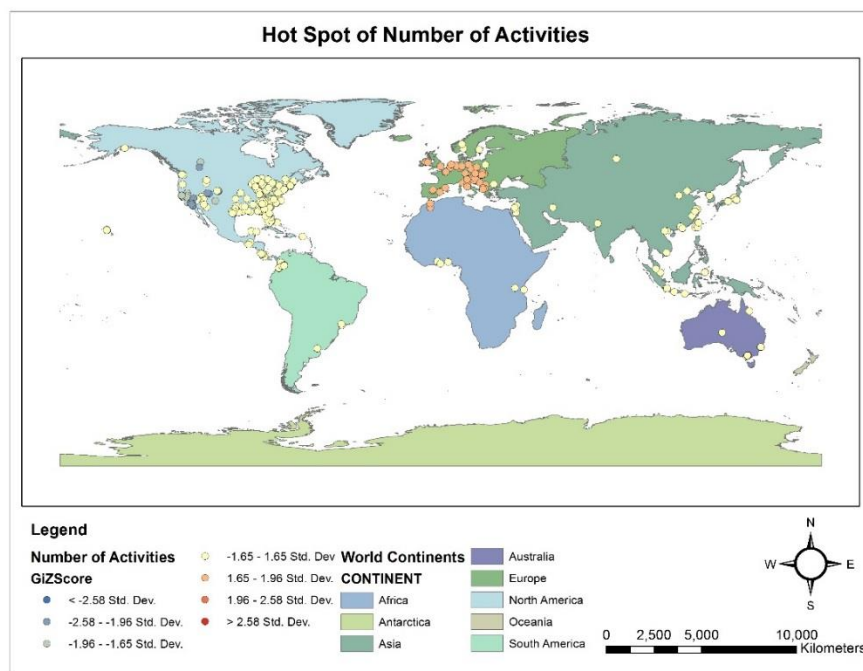 Hot Spot of Number of Activities
Legend
Number of Activities
GiZScore
< -2.58 Std. Dev.
-2.58 - -1.96 Std. Dev.
-1.96 - -1.65 Std. Dev.
-1.65 - 1.65 Std. Dev
1.65 - 1.96 Std. Dev.
1.96 - 2.58 Std. Dev.
> 2.58 Std. Dev.
World Continents
CONTINENT
Africa
Antarctica
Asia
Australia
Europe
North America
Oceania
South America
N
W E
S
0 2,500 5,000 10,000
Kilometers